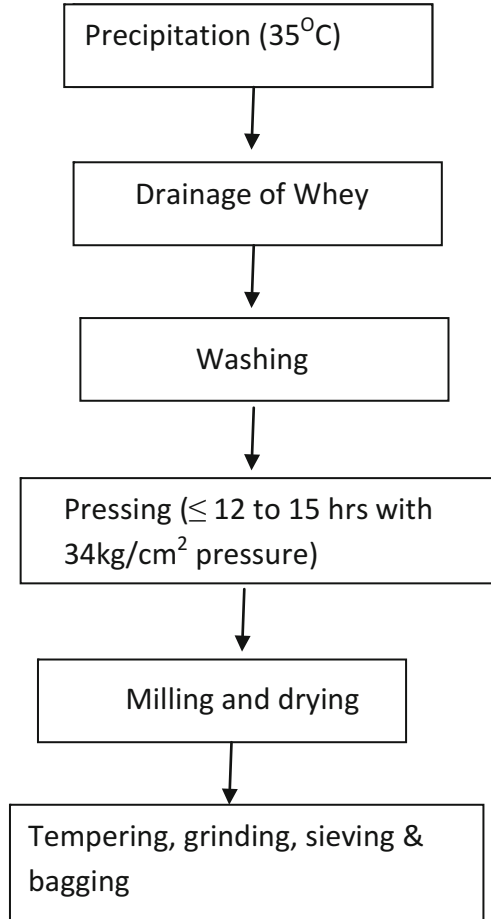 Precipitation (35^OC)
Drainage of Whey
Washing
Pressing (≤ 12 to 15 hrs with
34kg/cm² pressure)
Milling and drying
Tempering, grinding, sieving &
bagging